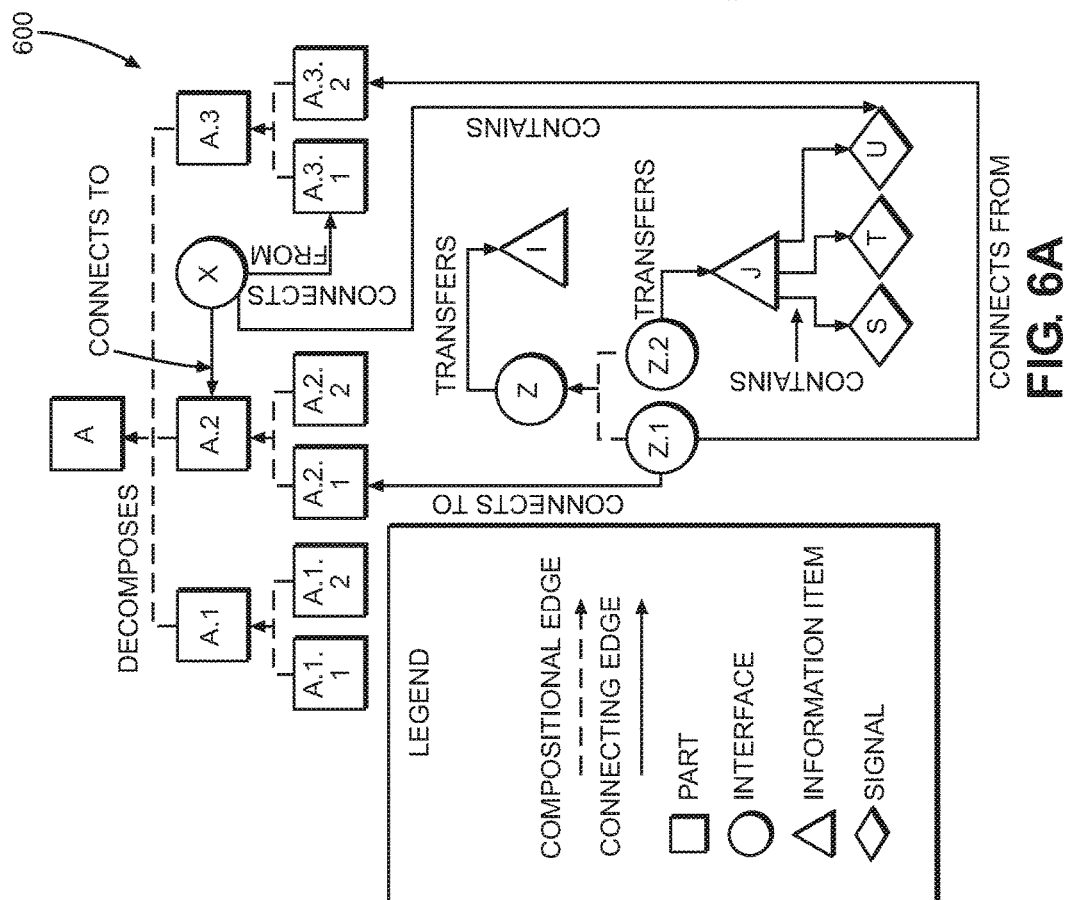 600
A
DECOMPOSES
CONNECTS TO
A.1
A.2
X
A.3
A.1.
1
A.1.
2
A.2.
1
A.2.
2
CONNECTS
FROM
A.3.
1
A.3.
2
CONNECTS TO
TRANSFERS
CONTAINS
Z
I
Z.1
Z.2
TRANSFERS
J
CONTAINS
S
T
U
CONNECTS FROM
LEGEND
COMPOSITIONAL EDGE
CONNECTING EDGE
PART
INTERFACE
INFORMATION ITEM
SIGNAL
FIG. 6A